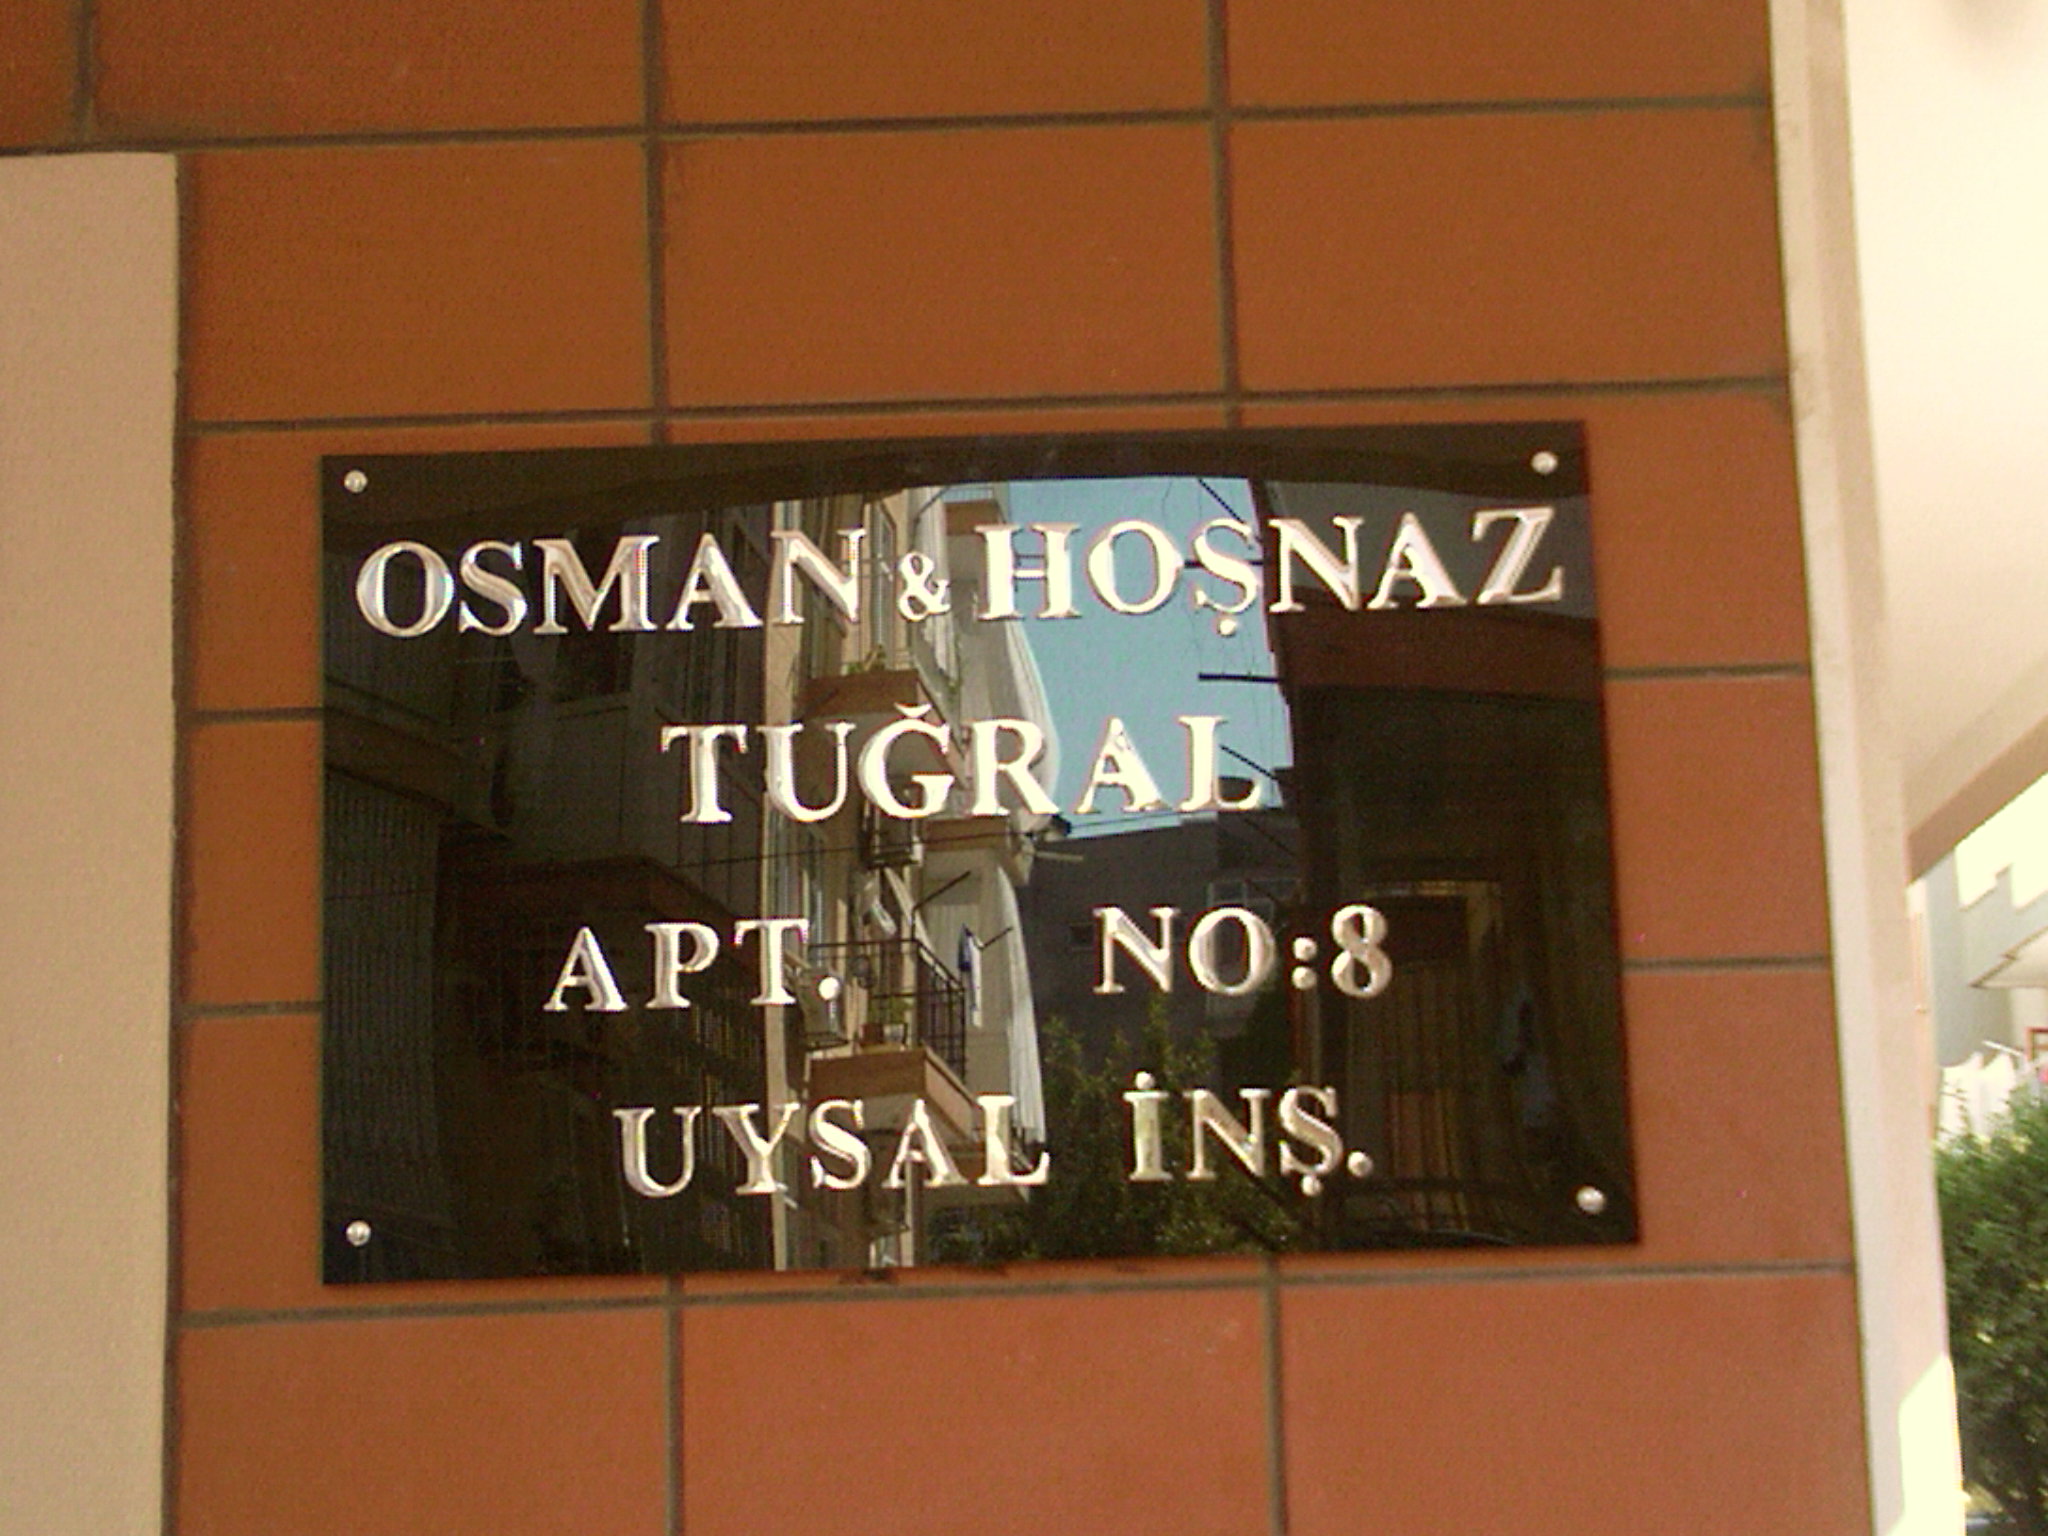 OSMAN & HOŞNAZ
TUĞRAL
APT. NO:8
UYSAL İNŞ.